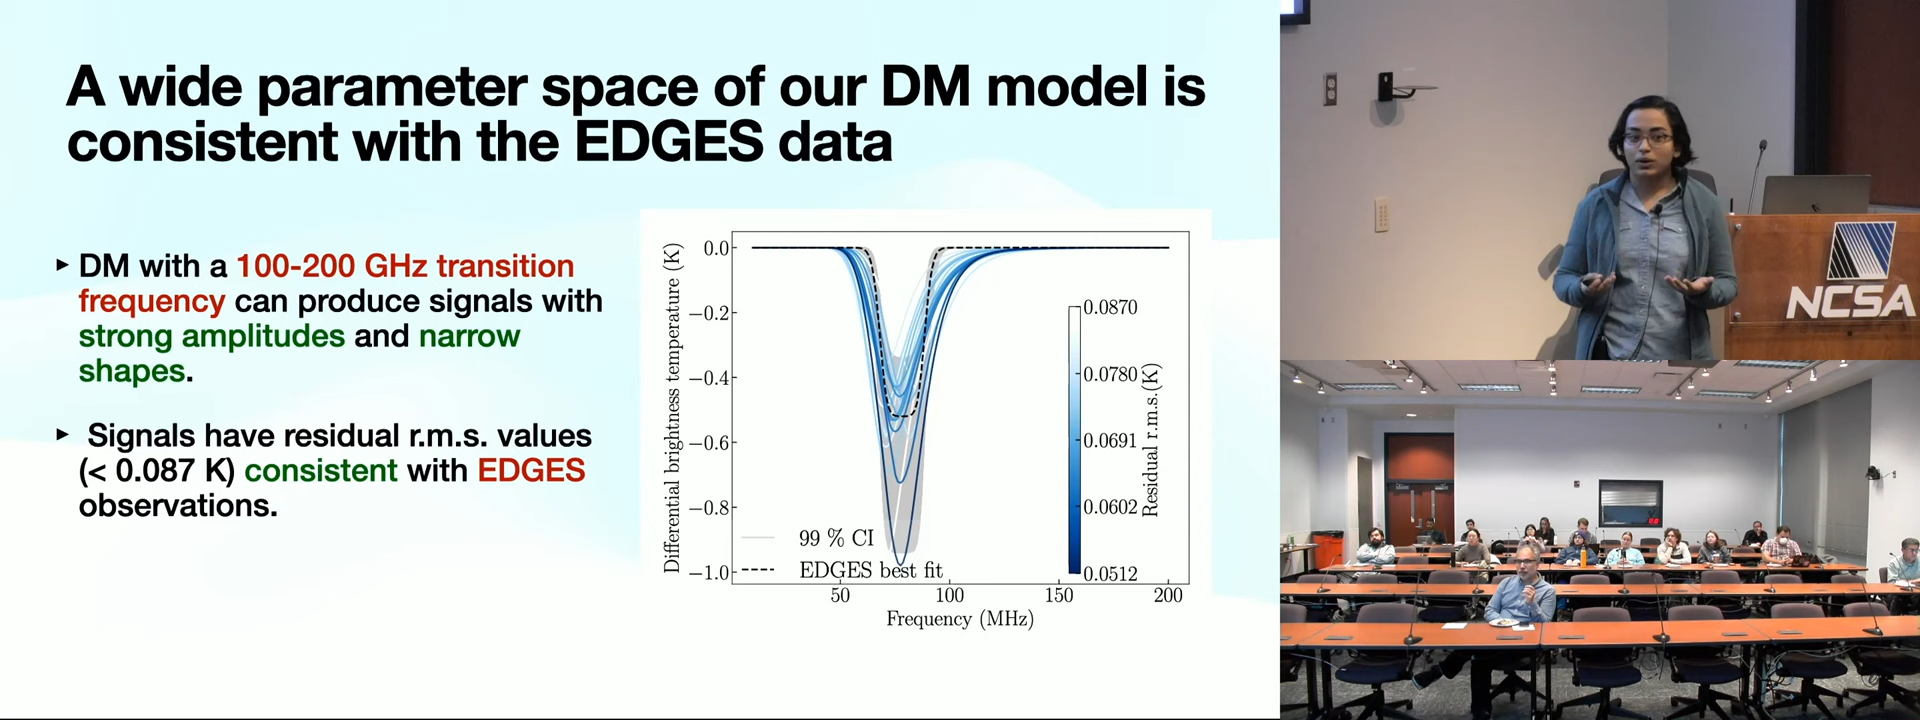 A wide parameter space of our DM model is
consistent with the EDGES data
▸ DM with a 100-200 GHz transition
frequency can produce signals with
strong amplitudes and narrow
shapes.
▸ Signals have residual r.m.s. values
(< 0.087 K) consistent with EDGES
observations.
Differential brightness temperature (K)
0.0
−0.2
−0.4
−0.6
−0.8
−1.0
99 % CI
EDGES best fit
50
100
150
200
Frequency (MHz)
0.0870
0.0780
0.0691
0.0602
0.0512
Residual r.m.s.(K)
NCSA